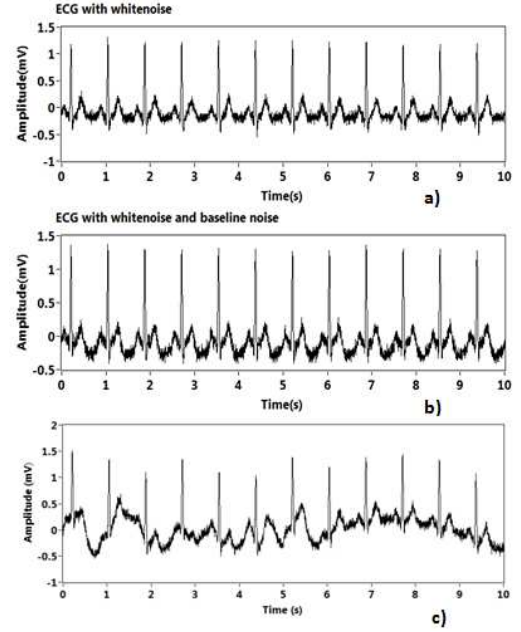 ECG with whitenoise
1.5
1
0.5
0
-0.5
-1
Amplitude(mV)
0 1 2 3 4 5 6 7 8 9 10
Time(s)
a)
ECG with whitenoise and baseline noise
1.5
1
0.5
0
-0.5
Amplitude(mV)
0 1 2 3 4 5 6 7 8 9 10
Time(s)
b)
2
1.5
1
0.5
0
-0.5
-1
Amplitude (mV)
0 1 2 3 4 5 6 7 8 9 10
Time (s)
c)